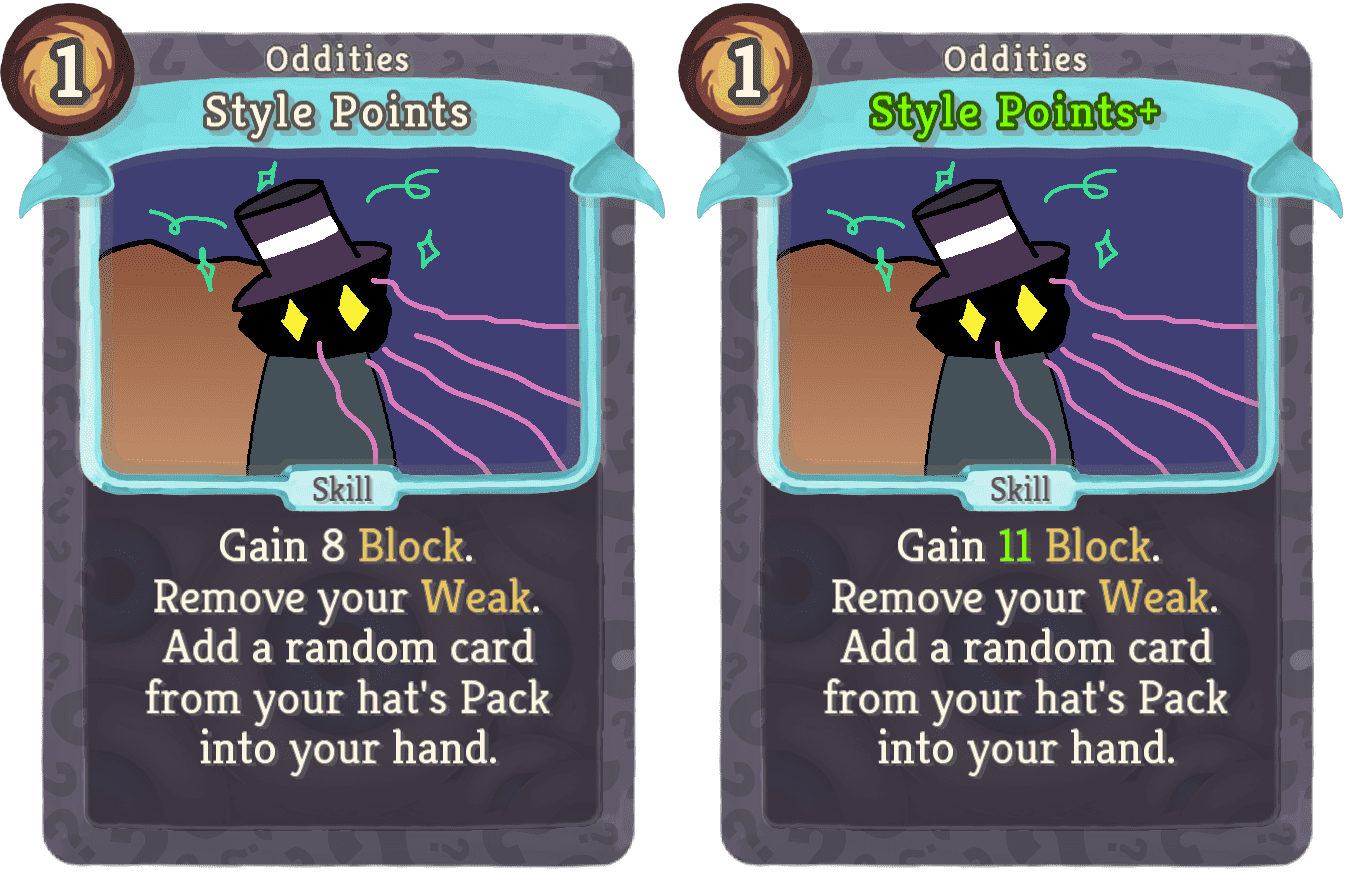 1
Oddities
Style Points
Skill
Gain 8 Block.
Remove your Weak.
Add a random card
from your hat's Pack
into your hand.
1
Oddities
Style Points+
Skill
Gain 11 Block.
Remove your Weak.
Add a random card
from your hat's Pack
into your hand.